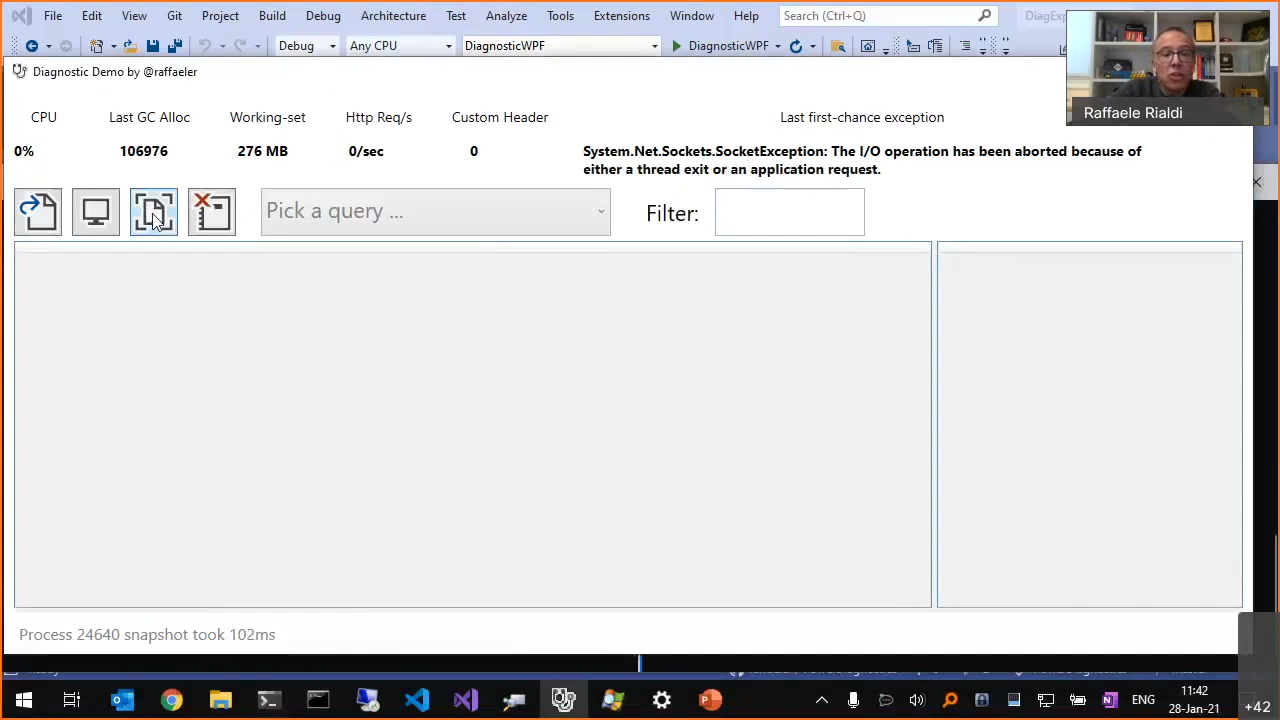 File Edit View Git Project Build Debug Architecture Test Analyze Tools Extensions Window Help Search (Ctrl+Q) DiagExp
Debug Any CPU DiagnosticWPF DiagnosticWPF
Diagnostic Demo by @raffaeler
Raffaele Rialdi
CPU Last GC Alloc Working-set Http Req/s Custom Header Last first-chance exception
0% 106976 276 MB 0/sec 0 System.Net.Sockets.SocketException: The I/O operation has been aborted because of
either a thread exit or an application request.
Pick a query ... Filter:
Process 24640 snapshot took 102ms
ENG 11:42
28-Jan-21
+42